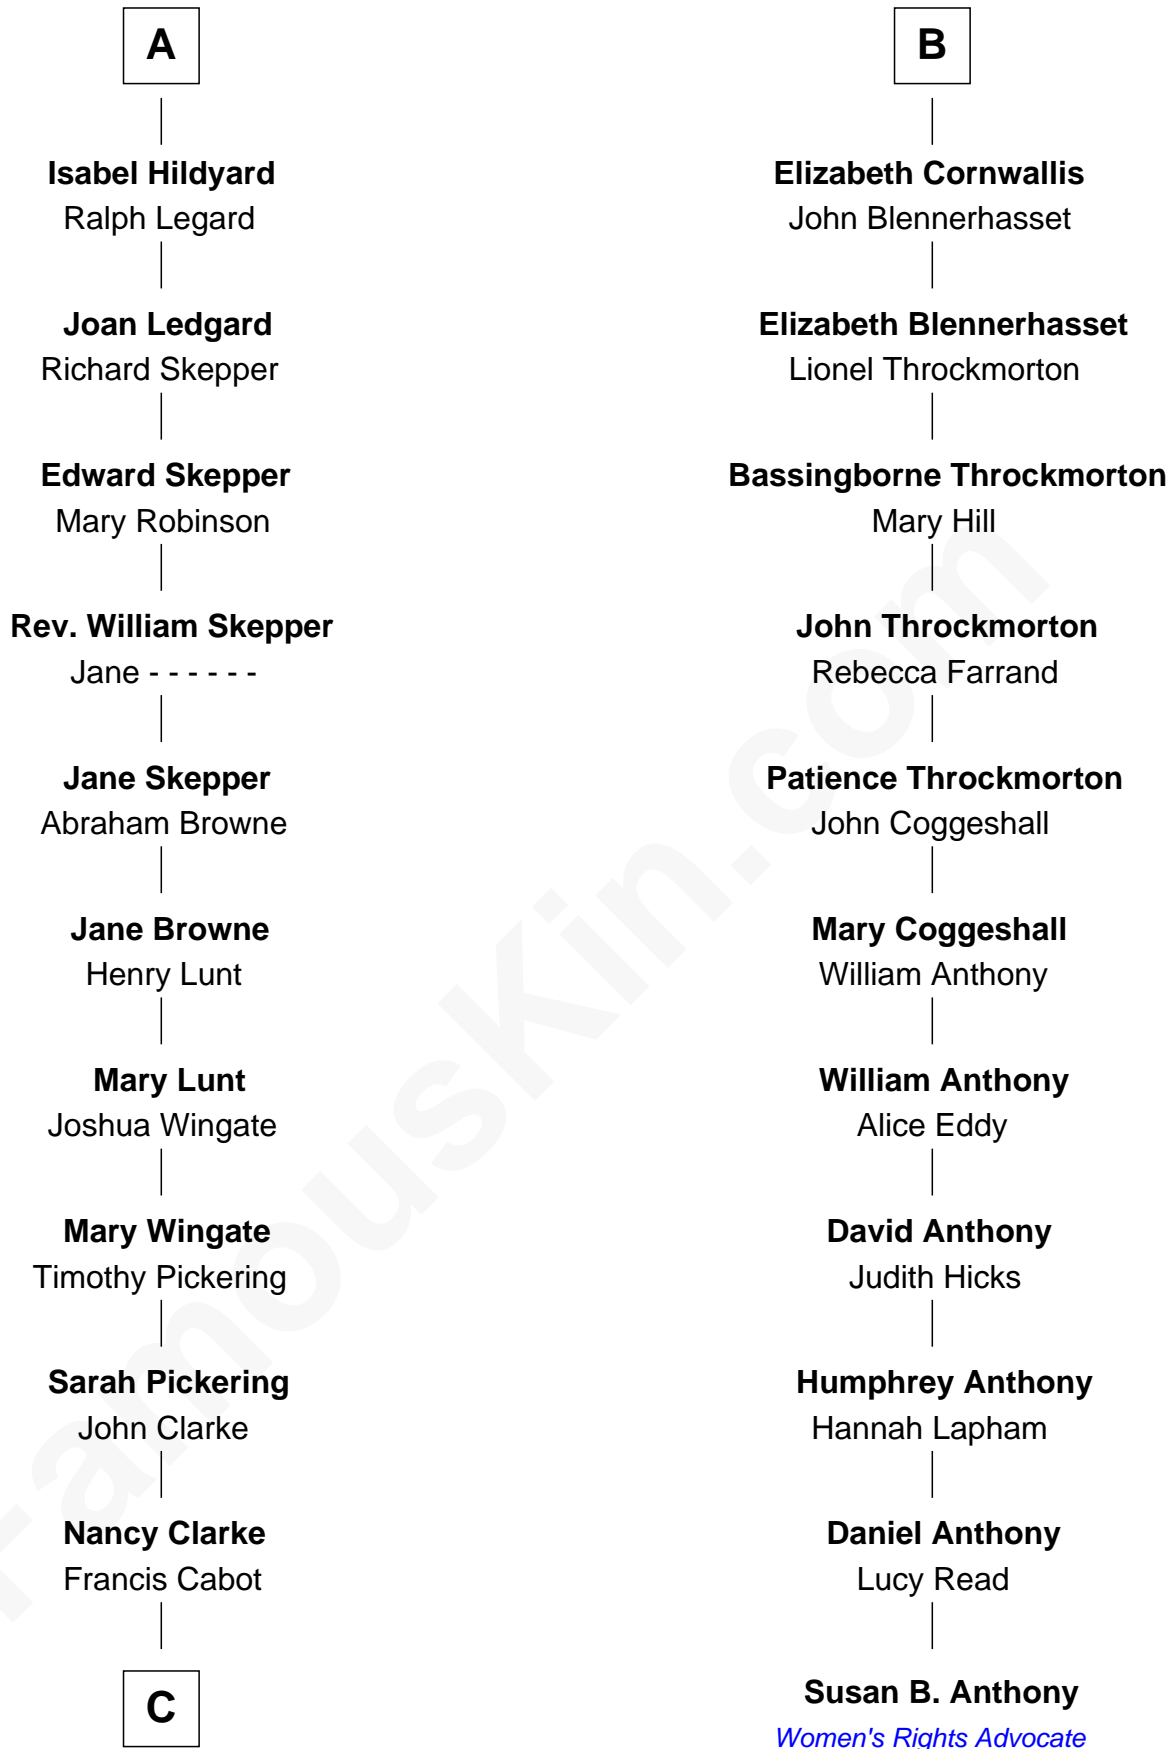 A
Isabel Hildyard
Ralph Legard
Joan Ledgard
Richard Skepper
Edward Skepper
Mary Robinson
Rev. William Skepper
Jane - - - - - -
Jane Skepper
Abraham Browne
Jane Browne
Henry Lunt
Mary Lunt
Joshua Wingate
Mary Wingate
Timothy Pickering
Sarah Pickering
John Clarke
Nancy Clarke
Francis Cabot
C
B
Elizabeth Cornwallis
John Blennerhasset
Elizabeth Blennerhasset
Lionel Throckmorton
Bassingborne Throckmorton
Mary Hill
John Throckmorton
Rebecca Farrand
Patience Throckmorton
John Coggeshall
Mary Coggeshall
William Anthony
William Anthony
Alice Eddy
David Anthony
Judith Hicks
Humphrey Anthony
Hannah Lapham
Daniel Anthony
Lucy Read
Susan B. Anthony
Women's Rights Advocate
FamousKin.com